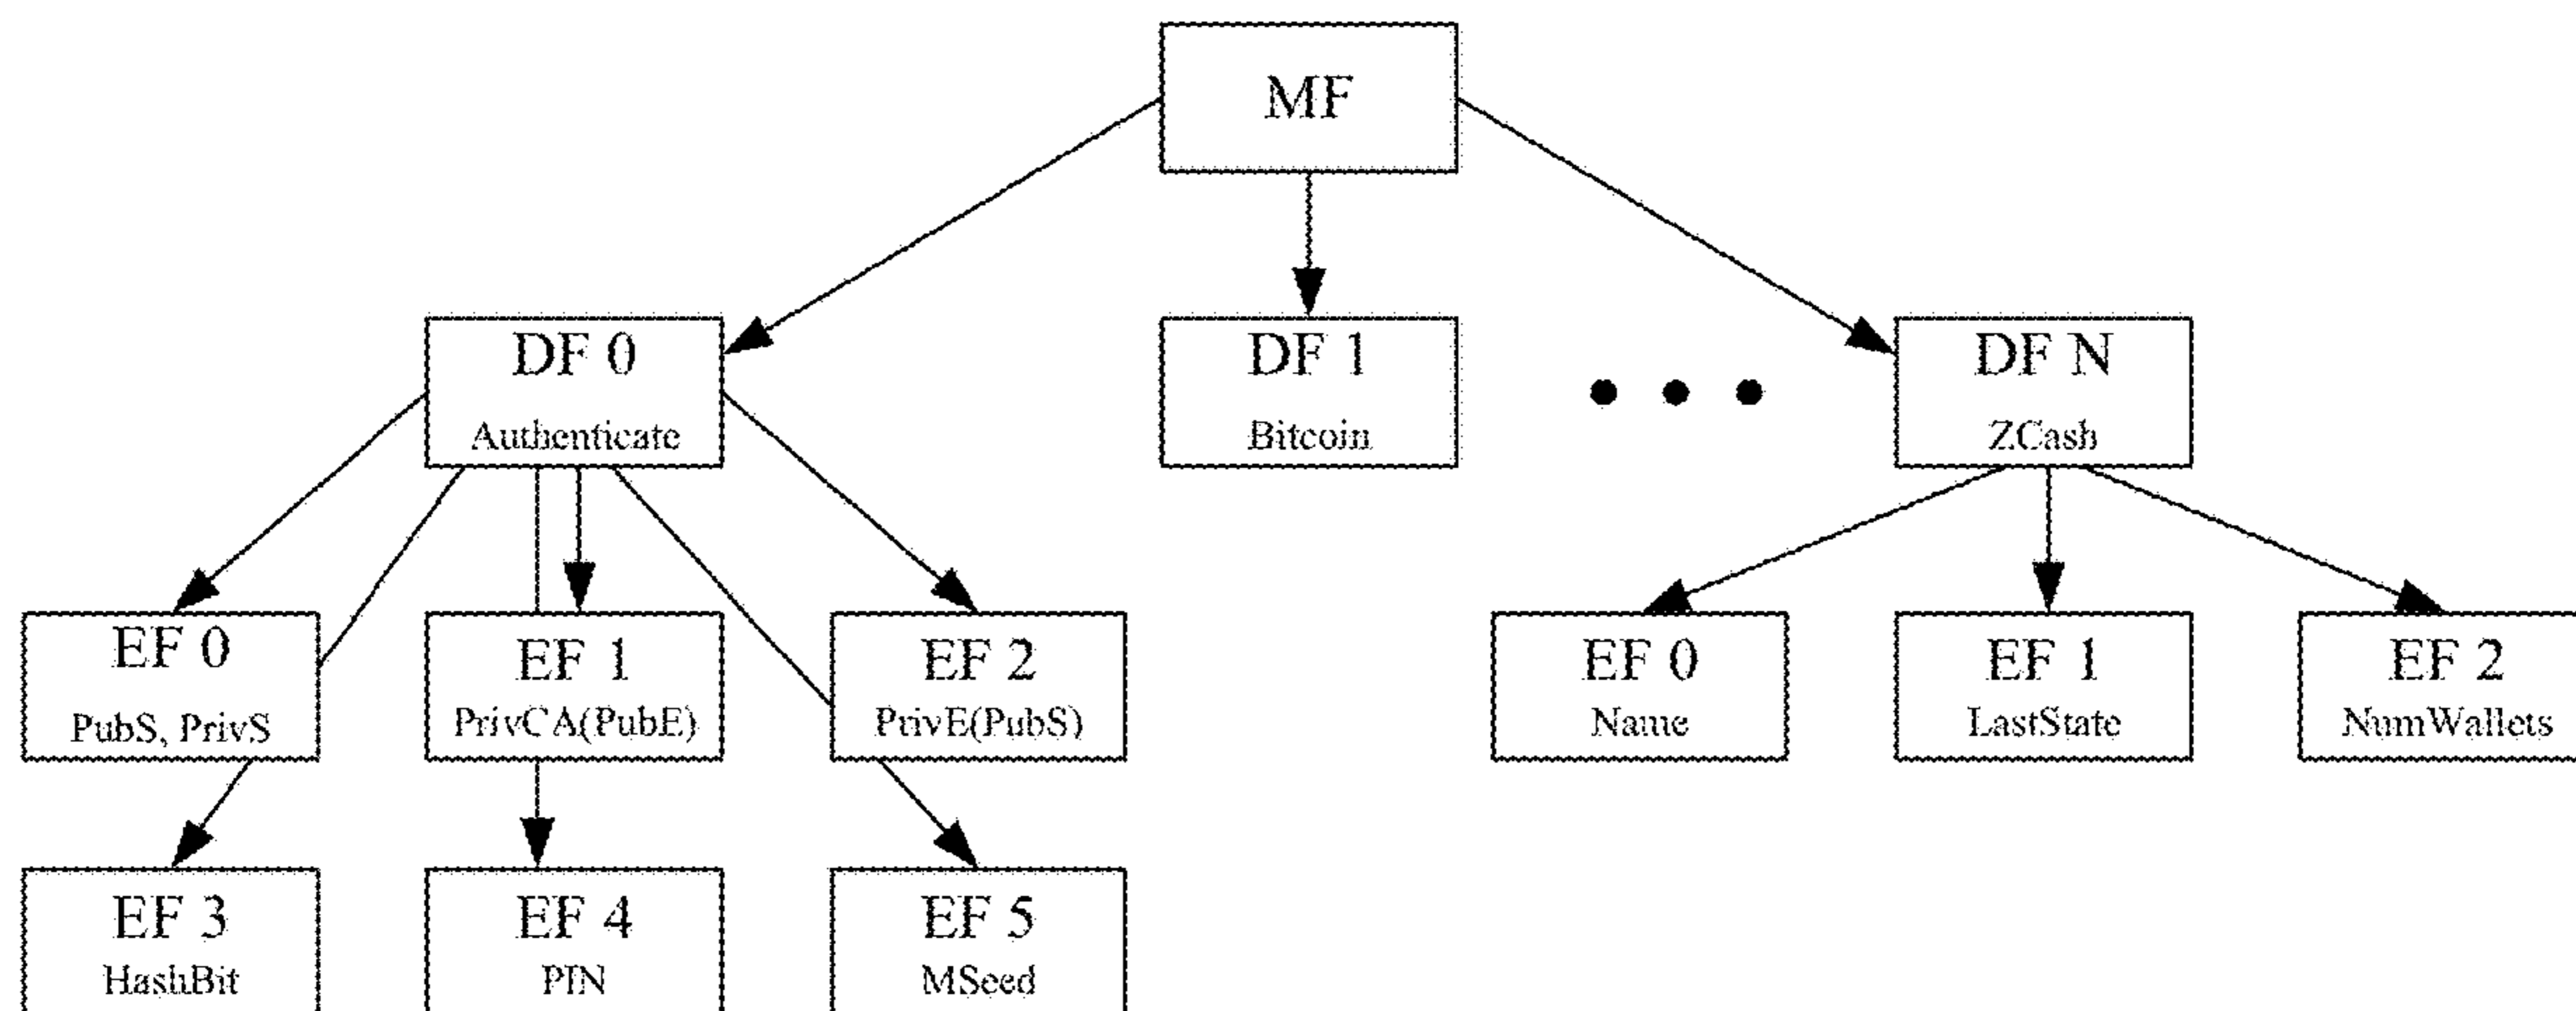 MF
DF 0
Authenticate
DF 1
Bitcoin
DF N
ZCash
EF 0
PubS, PrivS
EF 1
PrivCA(PubE)
EF 2
PrivE(PubS)
EF 0
Name
EF 1
LastState
EF 2
NumWallets
EF 3
HashBit
EF 4
PIN
EF 5
MSeed